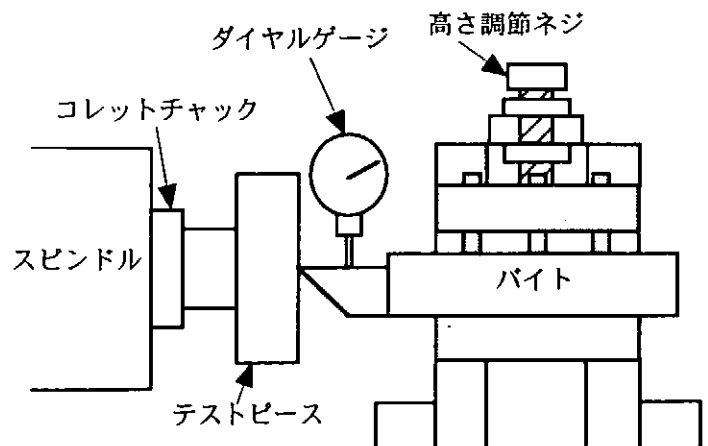 高さ調節ネジ
ダイヤルゲージ
コレットチャック
スピンドル
バイト
テストピース